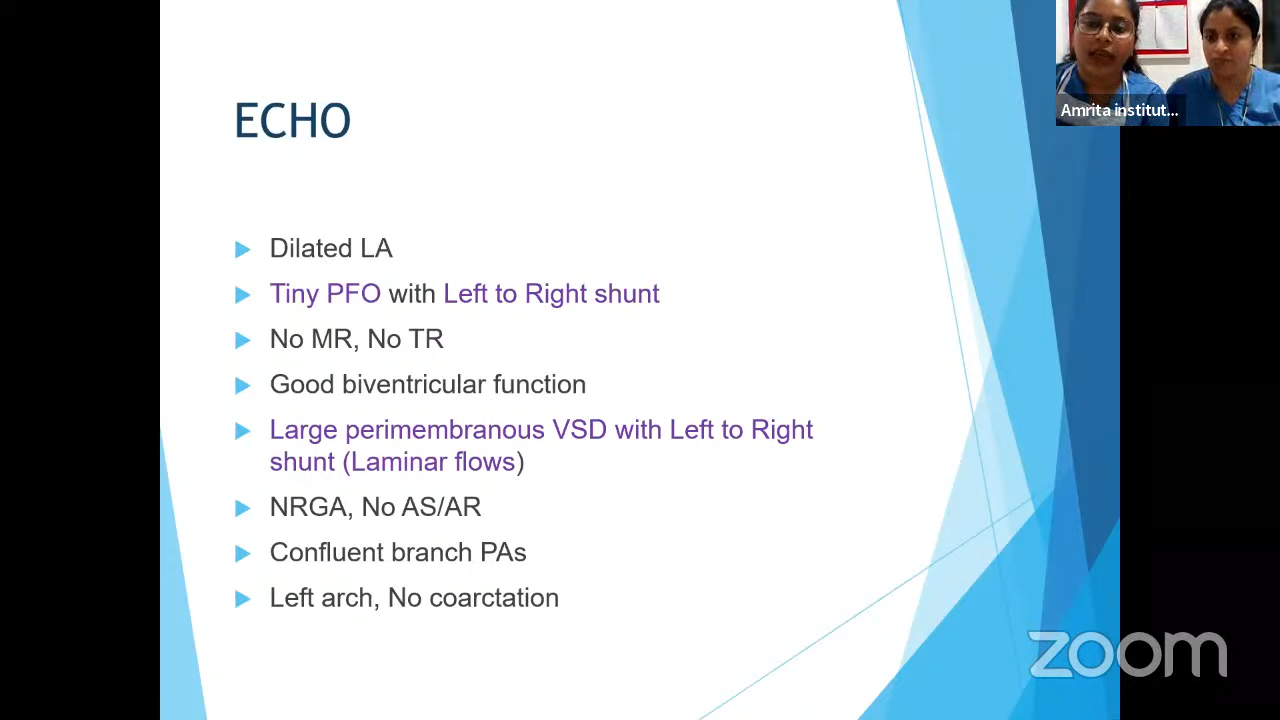 Amrita institut...
ECHO
Dilated LA
Tiny PFO with Left to Right shunt
No MR, No TR
Good biventricular function
Large perimembranous VSD with Left to Right
shunt (Laminar flows)
NRGA, No AS/AR
Confluent branch PAs
Left arch, No coarctation
zoom